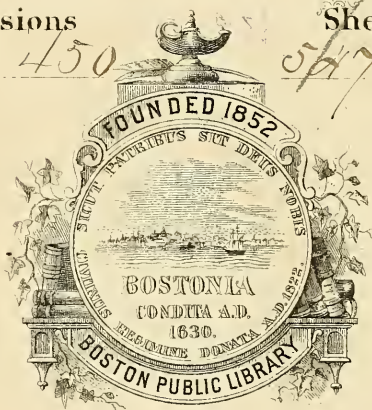 sions She
450
FOUNDED 1852
SICUT PATRIBUS SIT DEUS NOBIS
BOSTONIA
CONDITA A.D.
1630.
CIVITATIS REGIMINE DONATA A.D. 1822.
BOSTON PUBLIC LIBRARY